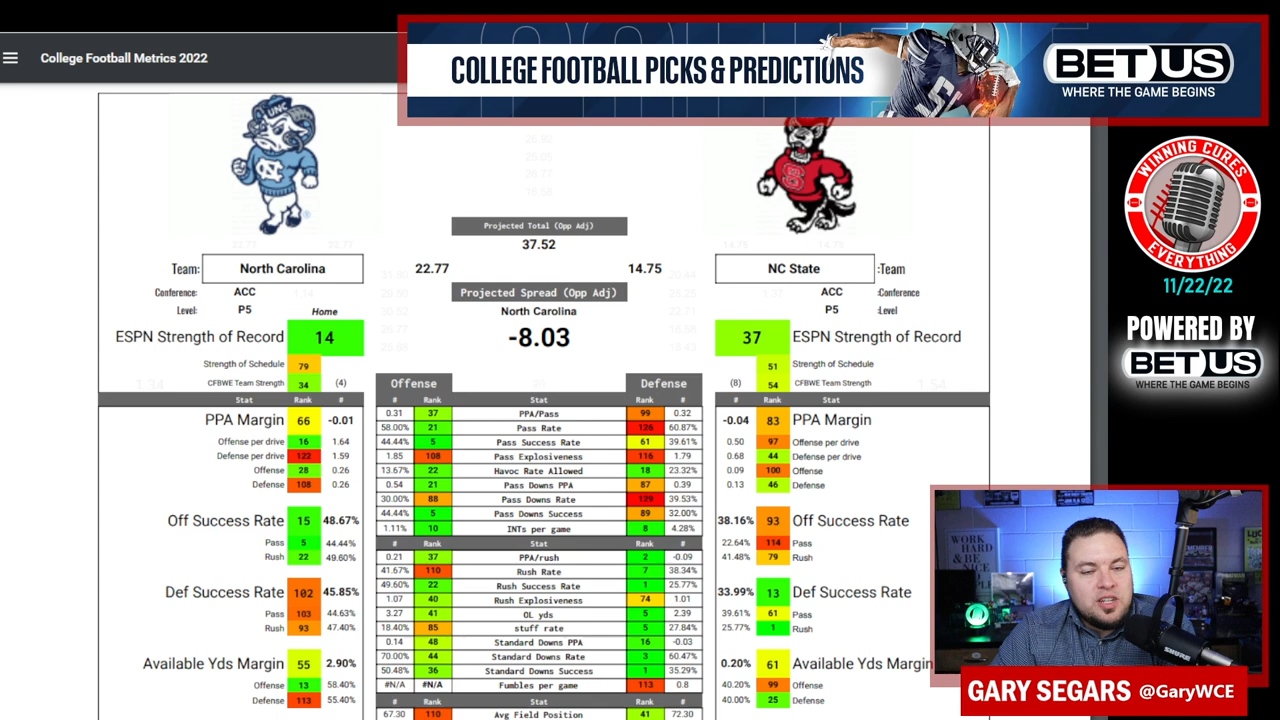 College Football Metrics 2022
COLLEGE FOOTBALL PICKS & PREDICTIONS
BETUS
WHERE THE GAME BEGINS
UNC
WINNING CURES
EVERYTHING
11/22/22
POWERED BY
BETUS
WHERE THE GAME BEGINS
Projected Total (Opp Adj)
37.52
Team: North Carolina 22.77 14.75 NC State :Team
Conference: ACC Projected Spread (Opp Adj) ACC :Conference
Level: P5 Home North Carolina P5 :Level
ESPN Strength of Record 14 -8.03 37 ESPN Strength of Record
Strength of Schedule 79 51 Strength of Schedule
CFBWE Team Strength 34 (4) Offense Defense (8) 54 CFBWE Team Strength
Stat Rank # # Rank Stat Rank # # Rank Stat
0.31 37 PPA/Pass 99 0.32
PPA Margin 66 -0.01 58.00% 21 Pass Rate 126 60.87% -0.04 83 PPA Margin
Offense per drive 16 1.64 44.44% 5 Pass Success Rate 61 39.61% 0.50 97 Offense per drive
Defense per drive 122 1.59 1.85 108 Pass Explosiveness 116 1.79 0.68 44 Defense per drive
Offense 28 0.26 13.67% 22 Havoc Rate Allowed 18 23.32% 0.09 100 Offense
Defense 108 0.26 0.54 21 Pass Downs PPA 87 0.39 0.13 46 Defense
30.00% 88 Pass Downs Rate 129 39.53%
Off Success Rate 15 48.67% 44.44% 5 Pass Downs Success 89 32.00% 38.16% 93 Off Success Rate
1.11% 10 INTs per game 8 4.28%
Pass 5 44.44% # Rank Stat Rank # 22.64% 114 Pass
Rush 22 49.60% 0.21 37 PPA/rush 2 -0.09 41.48% 79 Rush
41.67% 110 Rush Rate 7 38.34%
Def Success Rate 102 45.85% 49.60% 22 Rush Success Rate 1 25.77% 33.99% 13 Def Success Rate
1.07 40 Rush Explosiveness 74 1.01
Pass 103 44.63% 3.27 41 OL yds 5 2.39 39.61% 61 Pass
Rush 93 47.40% 18.40% 85 stuff rate 5 27.84% 25.77% 1 Rush
0.14 48 Standard Downs PPA 16 -0.03
Available Yds Margin 55 2.90% 70.00% 44 Standard Downs Rate 3 60.47% 0.20% 61 Available Yds Margin
50.48% 36 Standard Downs Success 1 35.29%
Offense 13 58.40% #N/A #N/A Fumbles per game 113 0.8 40.20% 99 Offense
Defense 113 55.40% # Rank Stat Rank # 40.00% 25 Defense
67.30 110 Avg Field Position 41 72.30
WORK
HARD
&
SHURE
GARY SEGARS @GaryWCE